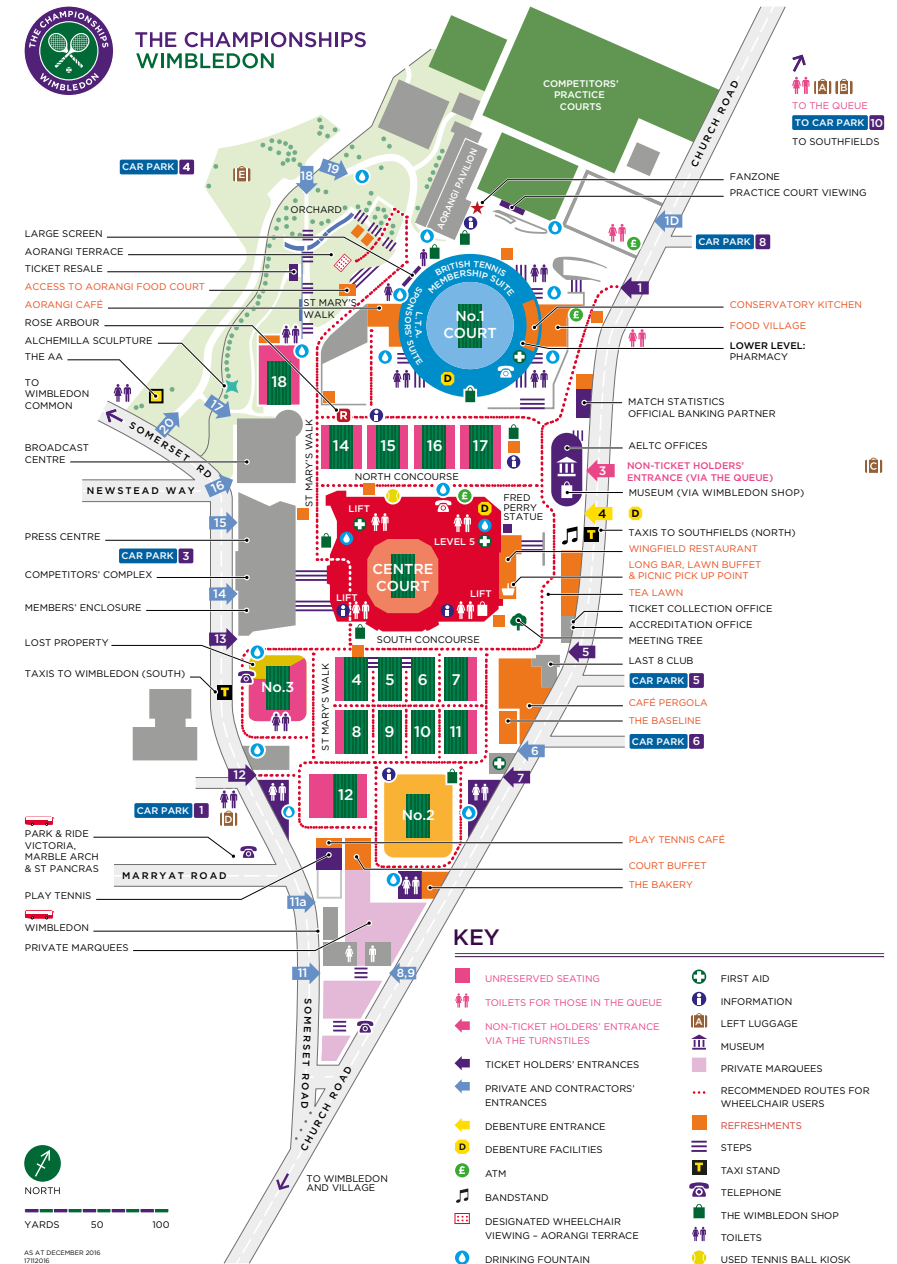 THE CHAMPIONSHIPS
WIMBLEDON
THE CHAMPIONSHIPS
WIMBLEDON
COMPETITORS'
PRACTICE
COURTS
CHURCH ROAD
A
B
TO THE QUEUE
TO CAR PARK 10
TO SOUTHFIELDS
CAR PARK 4
E
18
19
ORCHARD
AORANGI PAVILION
FANZONE
PRACTICE COURT VIEWING
1D
CAR PARK 8
£
LARGE SCREEN
AORANGI TERRACE
TICKET RESALE
ACCESS TO AORANGI FOOD COURT
AORANGI CAFÉ
ROSE ARBOUR
ALCHEMILLA SCULPTURE
THE AA
TO
WIMBLEDON
COMMON
ST MARY'S
WALK
BRITISH TENNIS
MEMBERSHIP SUITE
L.T.A.
SPONSORS' SUITE
No.1
COURT
D
1
£
CONSERVATORY KITCHEN
FOOD VILLAGE
LOWER LEVEL:
PHARMACY
MATCH STATISTICS
OFFICIAL BANKING PARTNER
18
17
20
R
SOMERSET RD
BROADCAST
CENTRE
NEWSTEAD WAY
16
ST MARY'S WALK
14
15
16
17
NORTH CONCOURSE
AELTC OFFICES
3
NON-TICKET HOLDERS'
ENTRANCE (VIA THE QUEUE)
C
MUSEUM (VIA WIMBLEDON SHOP)
4
D
T
TAXIS TO SOUTHFIELDS (NORTH)
WINGFIELD RESTAURANT
LONG BAR, LAWN BUFFET
& PICNIC PICK UP POINT
TEA LAWN
TICKET COLLECTION OFFICE
ACCREDITATION OFFICE
MEETING TREE
FRED
PERRY
STATUE
£
D
LIFT
LEVEL 5
CENTRE
COURT
LIFT
LIFT
SOUTH CONCOURSE
15
PRESS CENTRE
CAR PARK 3
COMPETITORS' COMPLEX
14
MEMBERS' ENCLOSURE
13
LOST PROPERTY
TAXIS TO WIMBLEDON (SOUTH)
T
No.3
ST MARY'S WALK
4
5
6
7
8
9
10
11
5
LAST 8 CLUB
CAR PARK 5
CAFÉ PERGOLA
THE BASELINE
CAR PARK 6
6
7
12
12
No.2
CAR PARK 1
D
PARK & RIDE
VICTORIA,
MARBLE ARCH
& ST PANCRAS
MARRYAT ROAD
PLAY TENNIS
11a
WIMBLEDON
PRIVATE MARQUEES
PLAY TENNIS CAFÉ
COURT BUFFET
THE BAKERY
11
8,9
SOMERSET ROAD
CHURCH ROAD
TO WIMBLEDON
AND VILLAGE
NORTH
YARDS 50 100
AS AT DECEMBER 2016
17112016
KEY
UNRESERVED SEATING
TOILETS FOR THOSE IN THE QUEUE
NON-TICKET HOLDERS' ENTRANCE
VIA THE TURNSTILES
TICKET HOLDERS' ENTRANCES
PRIVATE AND CONTRACTORS'
ENTRANCES
DEBENTURE ENTRANCE
D DEBENTURE FACILITIES
£ ATM
BANDSTAND
DESIGNATED WHEELCHAIR
VIEWING – AORANGI TERRACE
DRINKING FOUNTAIN
FIRST AID
i INFORMATION
A LEFT LUGGAGE
MUSEUM
PRIVATE MARQUEES
RECOMMENDED ROUTES FOR
WHEELCHAIR USERS
REFRESHMENTS
STEPS
T TAXI STAND
TELEPHONE
THE WIMBLEDON SHOP
TOILETS
USED TENNIS BALL KIOSK